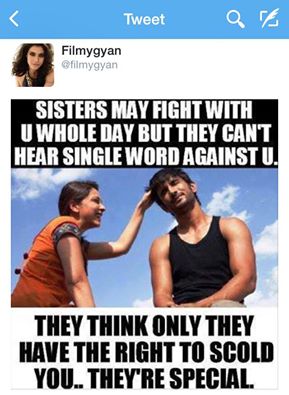 Tweet
Filmygyan
@filmygyan
SISTERS MAY FIGHT WITH
U WHOLE DAY BUT THEY CAN'T
HEAR SINGLE WORD AGAINST U.
THEY THINK ONLY THEY
HAVE THE RIGHT TO SCOLD
YOU.. THEY'RE SPECIAL.